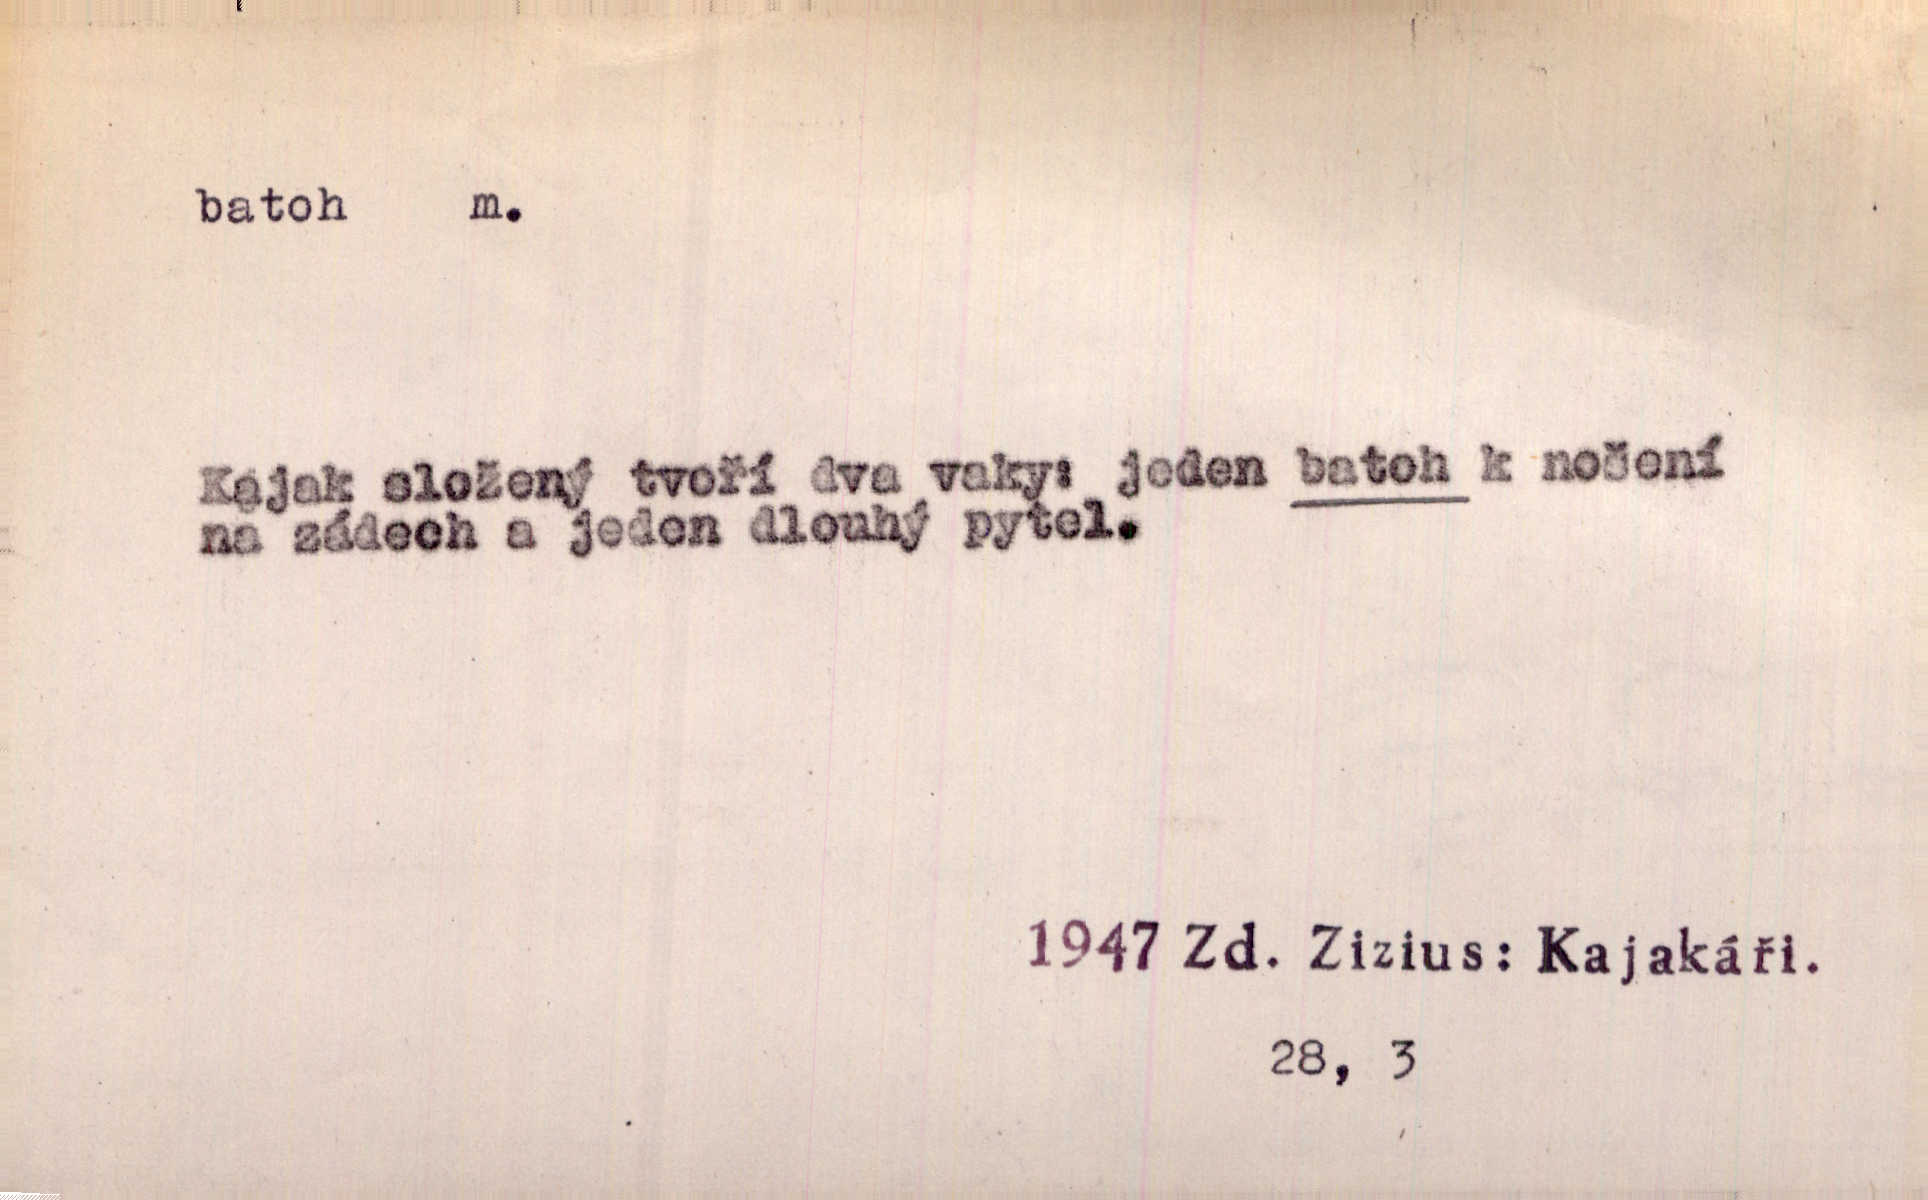 batoh m.
Kajak složený tvoří dva vaky: jeden batoh k nošení
na zádech a jeden dlouhý pytel.
1947 Zd. Zizius: Kajakáři.
28, 3